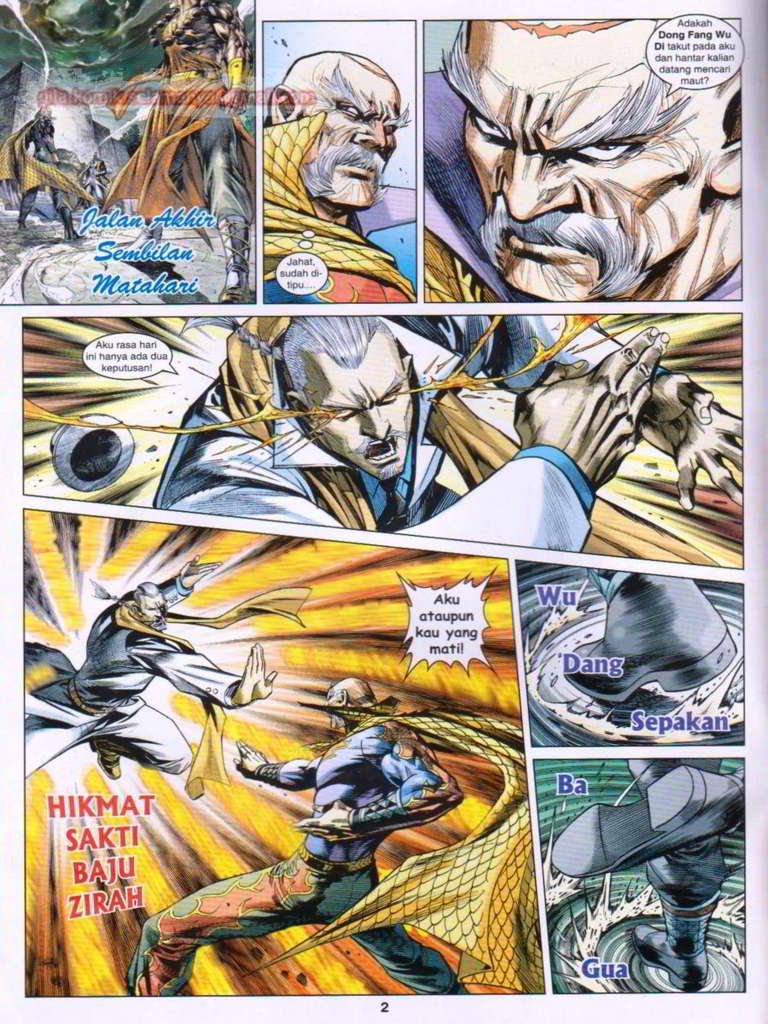 Jalan Akhir
Sembilan
Matahari
Jahat,
sudah di-
tipu....
Adakah
Dong Fang Wu
Di takut pada aku
dan hantar kalian
datang mencari
maut?
Aku rasa hari
ini hanya ada dua
keputusan!
Aku
ataupun
kau yang
mati!
HIKMAT
SAKTI
BAJU
ZIRAH
Wu
Dang
Sepakan
Ba
Gua
2